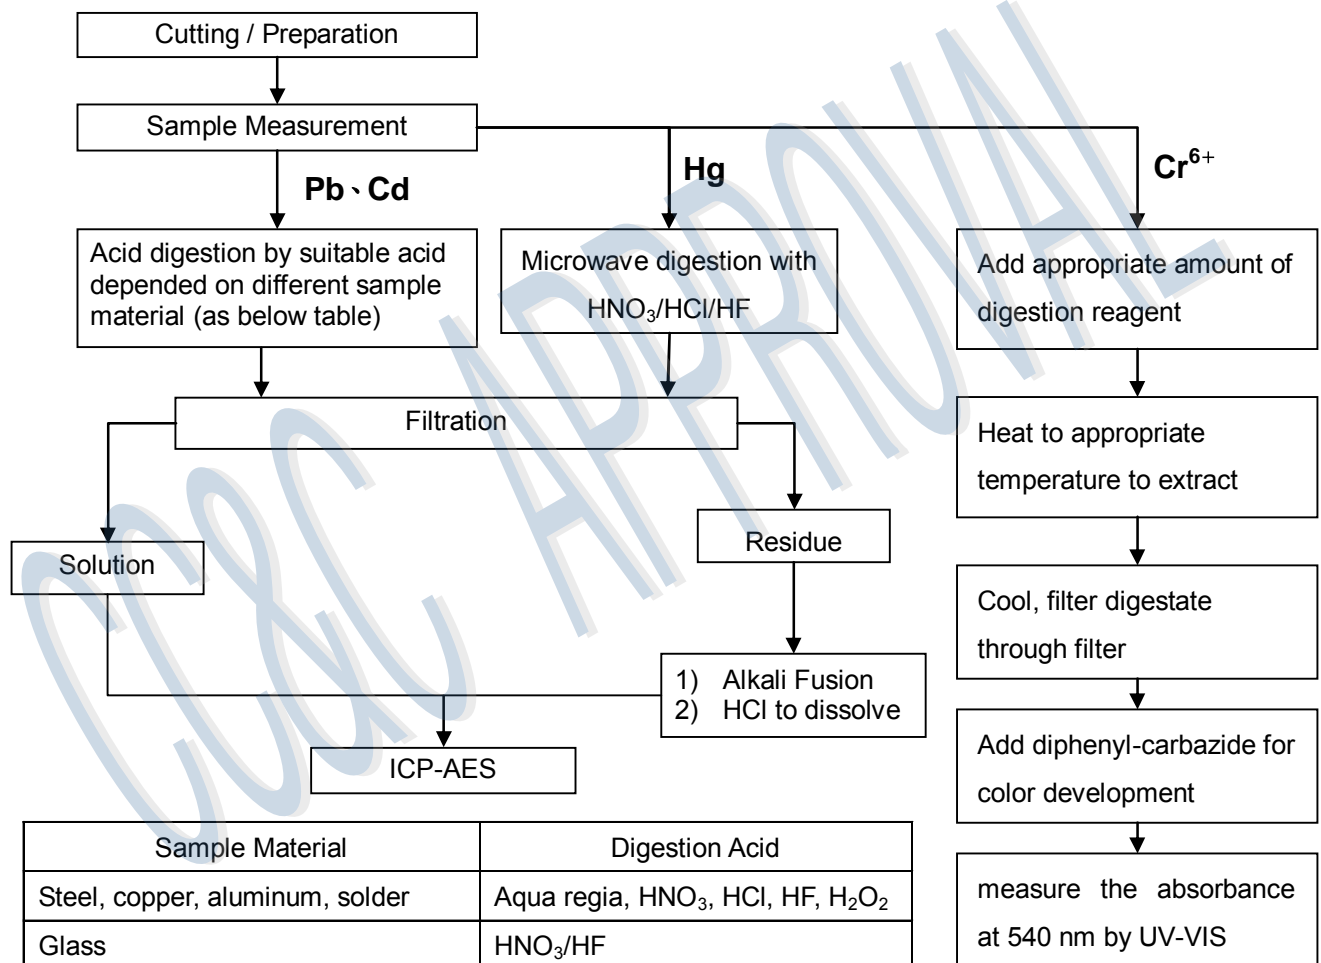 Cutting / Preparation
Sample Measurement
Pb、Cd
Hg
Cr⁶⁺
Acid digestion by suitable acid
depended on different sample
material (as below table)
Microwave digestion with
HNO₃/HCl/HF
Add appropriate amount of
digestion reagent
Filtration
Heat to appropriate
temperature to extract
Solution
Residue
Cool, filter digestate
through filter
1) Alkali Fusion
2) HCl to dissolve
ICP-AES
Add diphenyl-carbazide for
color development
measure the absorbance
at 540 nm by UV-VIS
Sample Material Digestion Acid
Steel, copper, aluminum, solder Aqua regia, HNO₃, HCl, HF, H₂O₂
Glass HNO₃/HF
CC&C APPROVAL